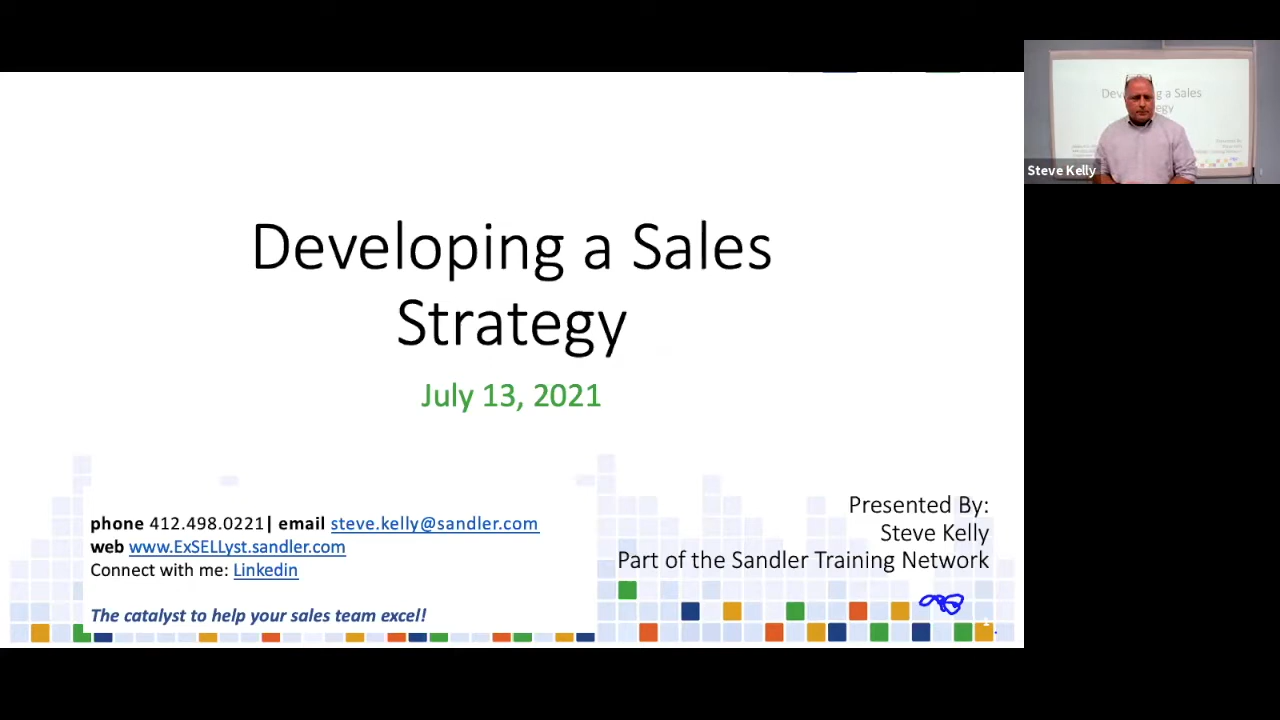 Developing a Sales
Strategy
July 13, 2021
phone 412.498.0221| email steve.kelly@sandler.com
web www.ExSELLyst.sandler.com
Connect with me: Linkedin
The catalyst to help your sales team excel!
Presented By:
Steve Kelly
Part of the Sandler Training Network
1
Steve Kelly